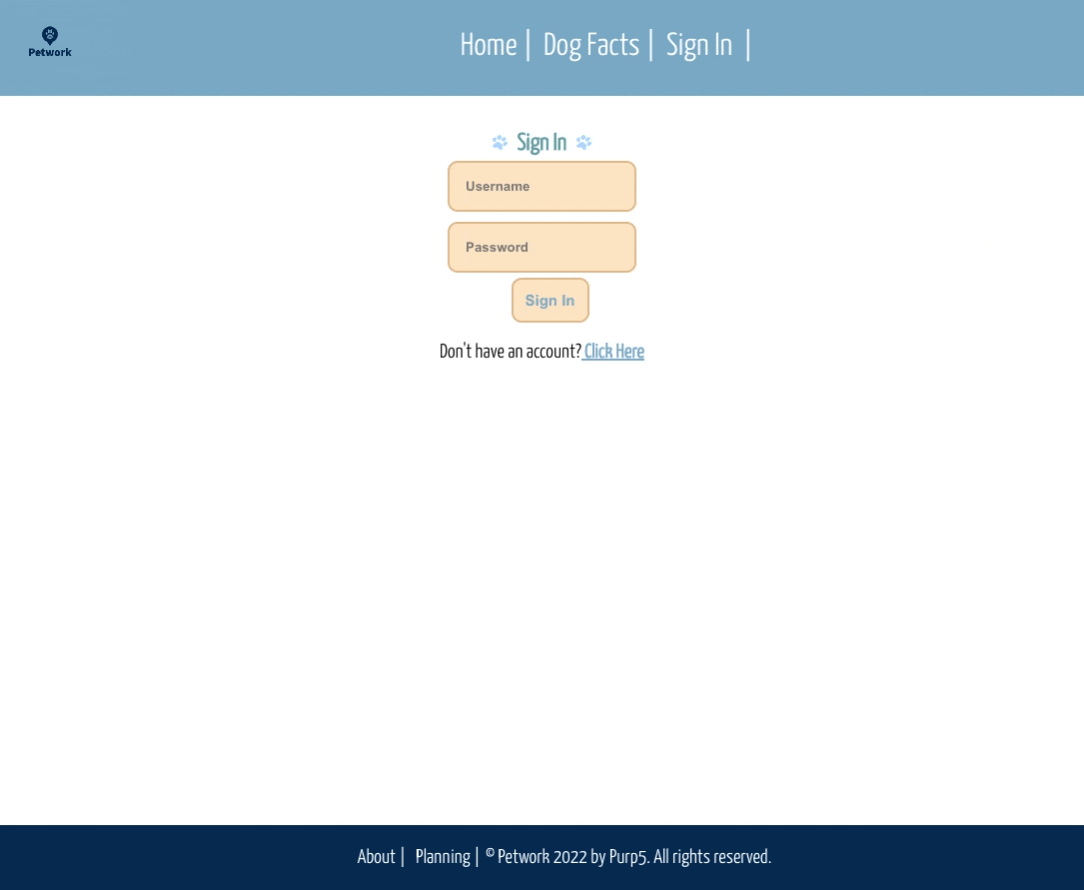 Petwork
Home | Dog Facts | Sign In |
Sign In
Username
Password
Sign In
Don't have an account? Click Here
About | Planning | © Petwork 2022 by Purp5. All rights reserved.